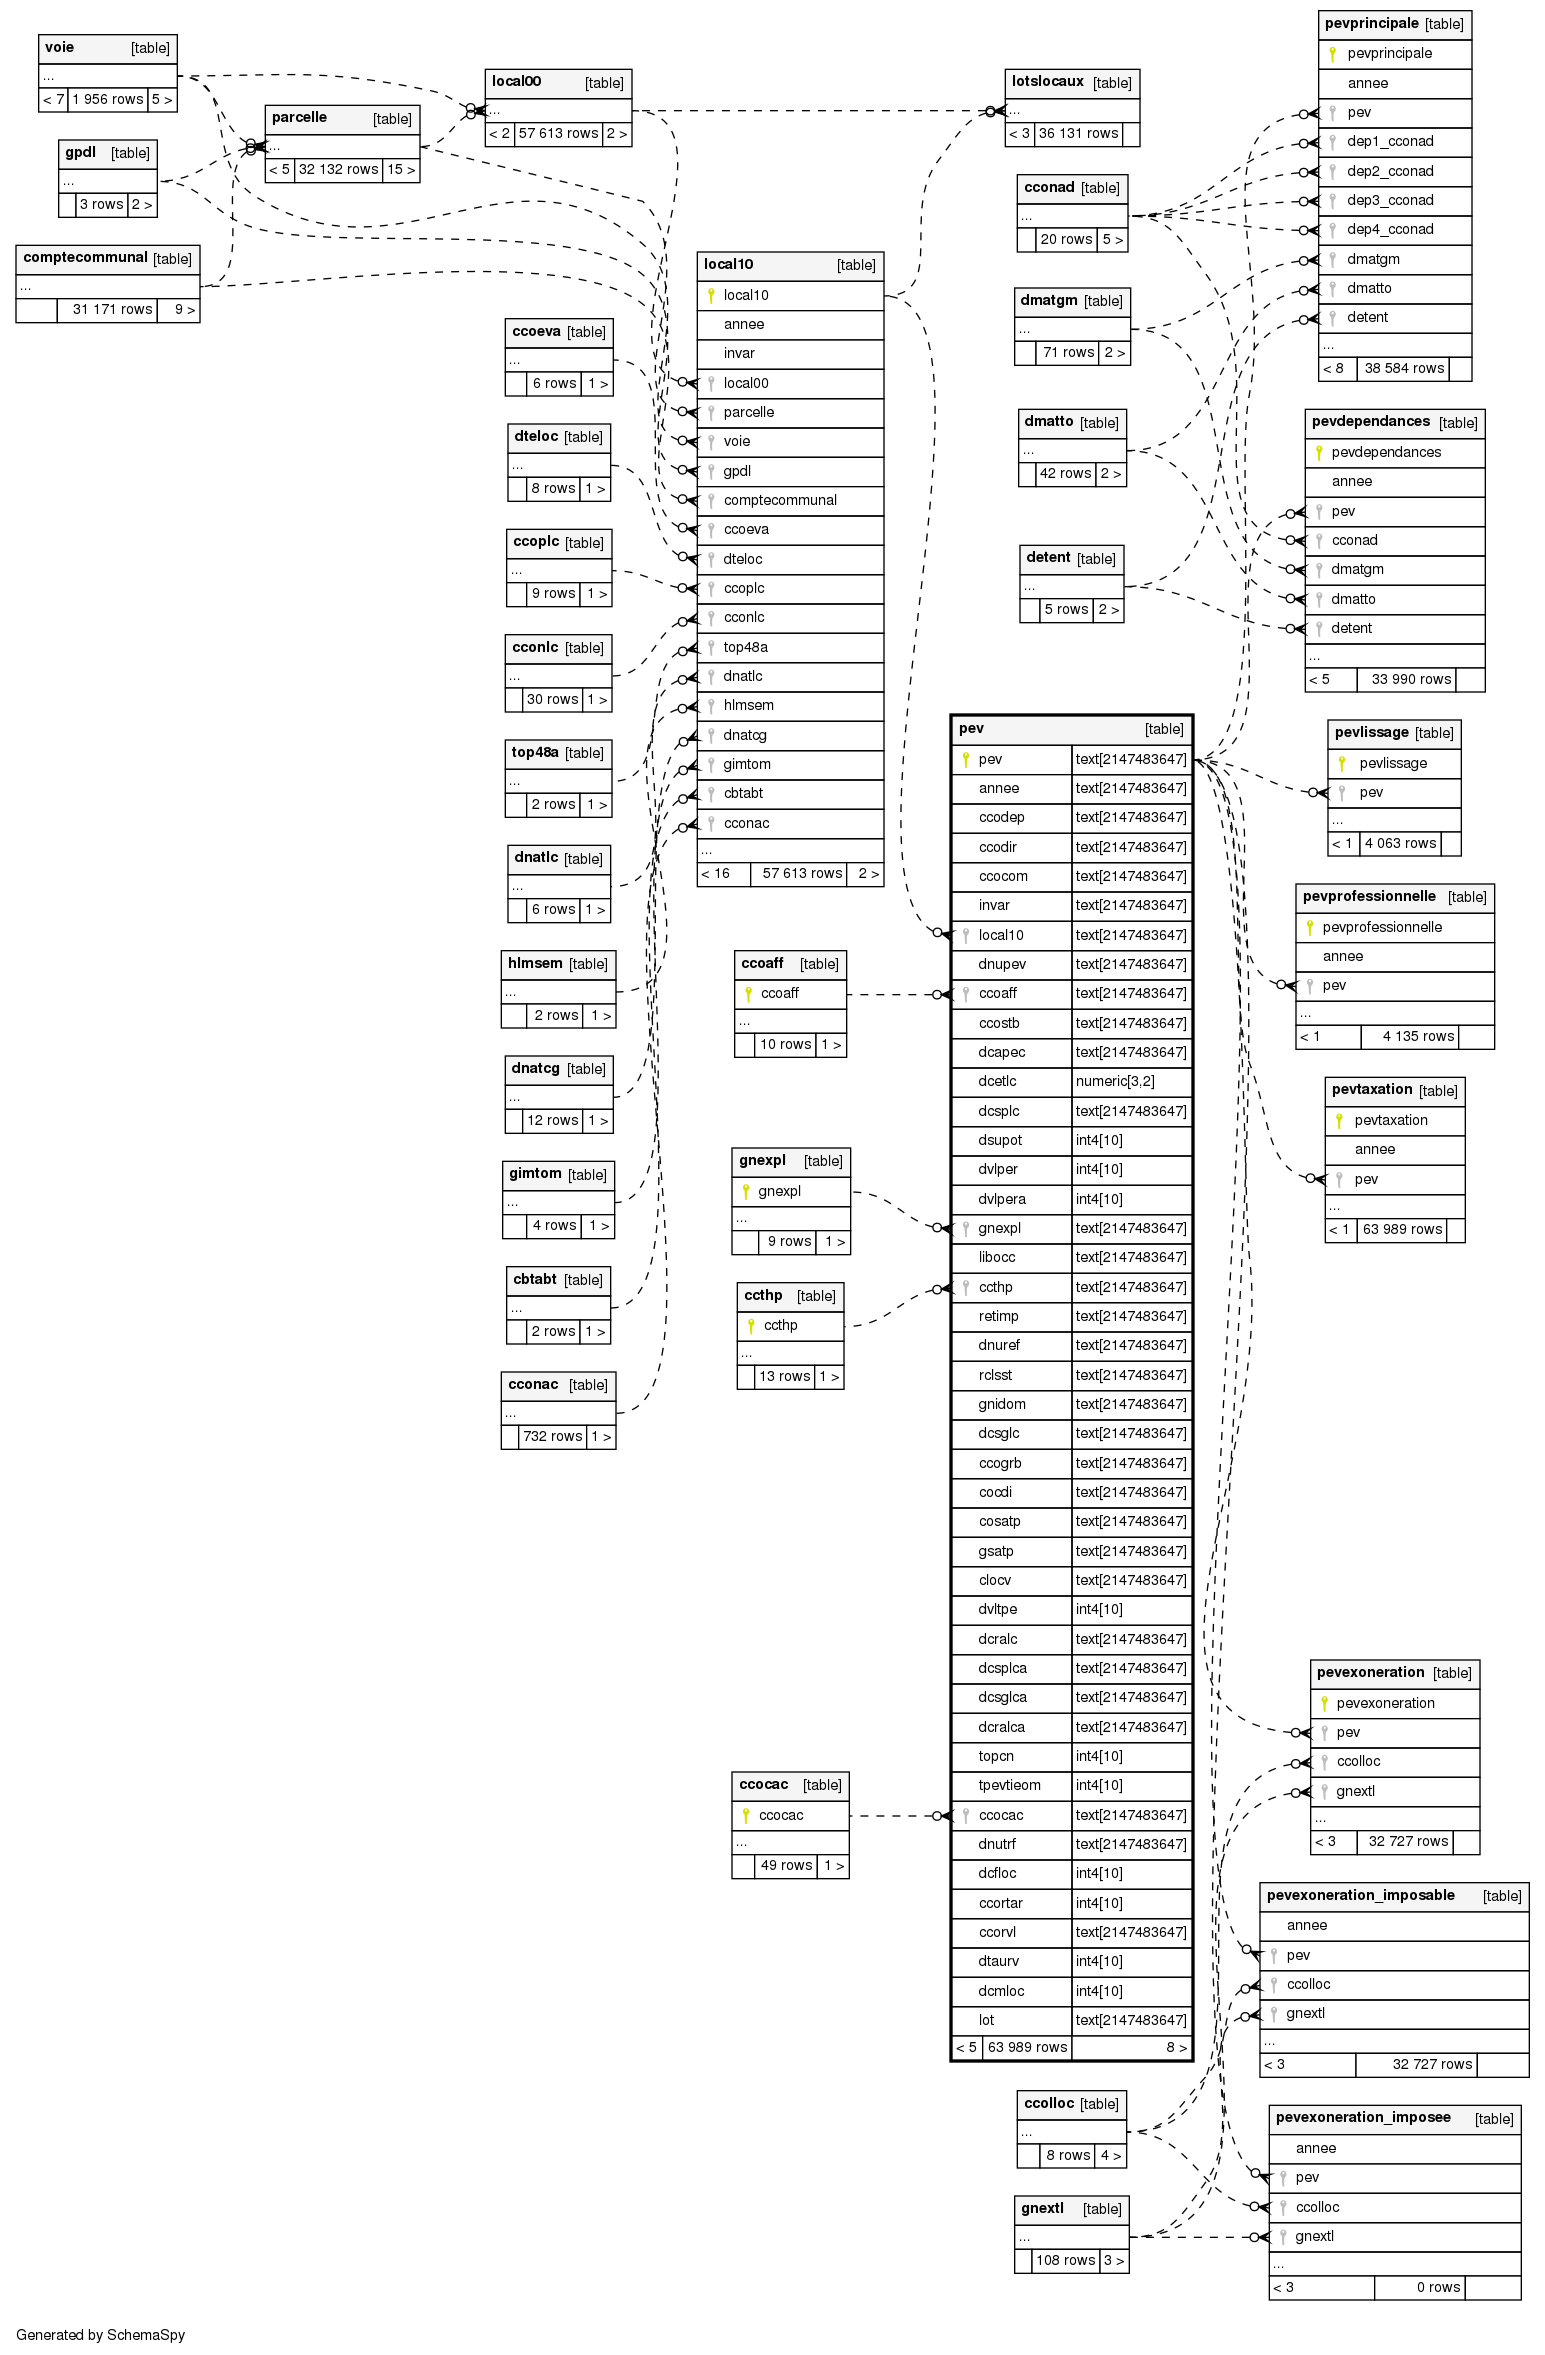 voie [table]
...
< 7 1 956 rows 5 >
gpdl [table]
...
3 rows 2 >
comptecommunal [table]
...
31 171 rows 9 >
parcelle [table]
...
< 5 32 132 rows 15 >
local00 [table]
...
< 2 57 613 rows 2 >
lotslocaux [table]
...
< 3 36 131 rows
ccoeva [table]
...
6 rows 1 >
dteloc [table]
...
8 rows 1 >
ccoplc [table]
...
9 rows 1 >
cconlc [table]
...
30 rows 1 >
top48a [table]
...
2 rows 1 >
dnatlc [table]
...
6 rows 1 >
hlmsem [table]
...
2 rows 1 >
dnatcg [table]
...
12 rows 1 >
gimtom [table]
...
4 rows 1 >
cbtabt [table]
...
2 rows 1 >
cconac [table]
...
732 rows 1 >
local10 [table]
local10
annee
invar
local00
parcelle
voie
gpdl
comptecommunal
ccoeva
dteloc
ccoplc
cconlc
top48a
dnatlc
hlmsem
dnatcg
gimtom
cbtabt
cconac
...
< 16 57 613 rows 2 >
ccoaff [table]
ccoaff
...
10 rows 1 >
gnexpl [table]
gnexpl
...
9 rows 1 >
ccthp [table]
ccthp
...
13 rows 1 >
ccocac [table]
ccocac
...
49 rows 1 >
cconad [table]
...
20 rows 5 >
dmatgm [table]
...
71 rows 2 >
dmatto [table]
...
42 rows 2 >
detent [table]
...
5 rows 2 >
pev [table]
pev text[2147483647]
annee text[2147483647]
ccodep text[2147483647]
ccodir text[2147483647]
ccocom text[2147483647]
invar text[2147483647]
local10 text[2147483647]
dnupev text[2147483647]
ccoaff text[2147483647]
ccostb text[2147483647]
dcapec text[2147483647]
dcetlc numeric[3,2]
dcsplc text[2147483647]
dsupot int4[10]
dvlper int4[10]
dvlpera int4[10]
gnexpl text[2147483647]
libocc text[2147483647]
ccthp text[2147483647]
retimp text[2147483647]
dnuref text[2147483647]
rclsst text[2147483647]
gnidom text[2147483647]
dcsglc text[2147483647]
ccogrb text[2147483647]
cocdi text[2147483647]
cosatp text[2147483647]
gsatp text[2147483647]
clocv text[2147483647]
dvltpe int4[10]
dcralc text[2147483647]
dcsplca text[2147483647]
dcsglca text[2147483647]
dcralca text[2147483647]
topcn int4[10]
tpevtieom int4[10]
ccocac text[2147483647]
dnutrf text[2147483647]
dcfloc int4[10]
ccortar int4[10]
ccorvl text[2147483647]
dtaurv int4[10]
dcmloc int4[10]
lot text[2147483647]
< 5 63 989 rows 8 >
ccolloc [table]
...
8 rows 4 >
gnextl [table]
...
108 rows 3 >
pevprincipale [table]
pevprincipale
annee
pev
dep1_cconad
dep2_cconad
dep3_cconad
dep4_cconad
dmatgm
dmatto
detent
...
< 8 38 584 rows
pevdependances [table]
pevdependances
annee
pev
cconad
dmatgm
dmatto
detent
...
< 5 33 990 rows
pevlissage [table]
pevlissage
pev
...
< 1 4 063 rows
pevprofessionnelle [table]
pevprofessionnelle
annee
pev
...
< 1 4 135 rows
pevtaxation [table]
pevtaxation
annee
pev
...
< 1 63 989 rows
pevexoneration [table]
pevexoneration
pev
ccolloc
gnextl
...
< 3 32 727 rows
pevexoneration_imposable [table]
annee
pev
ccolloc
gnextl
...
< 3 32 727 rows
pevexoneration_imposee [table]
annee
pev
ccolloc
gnextl
...
< 3 0 rows
Generated by SchemaSpy